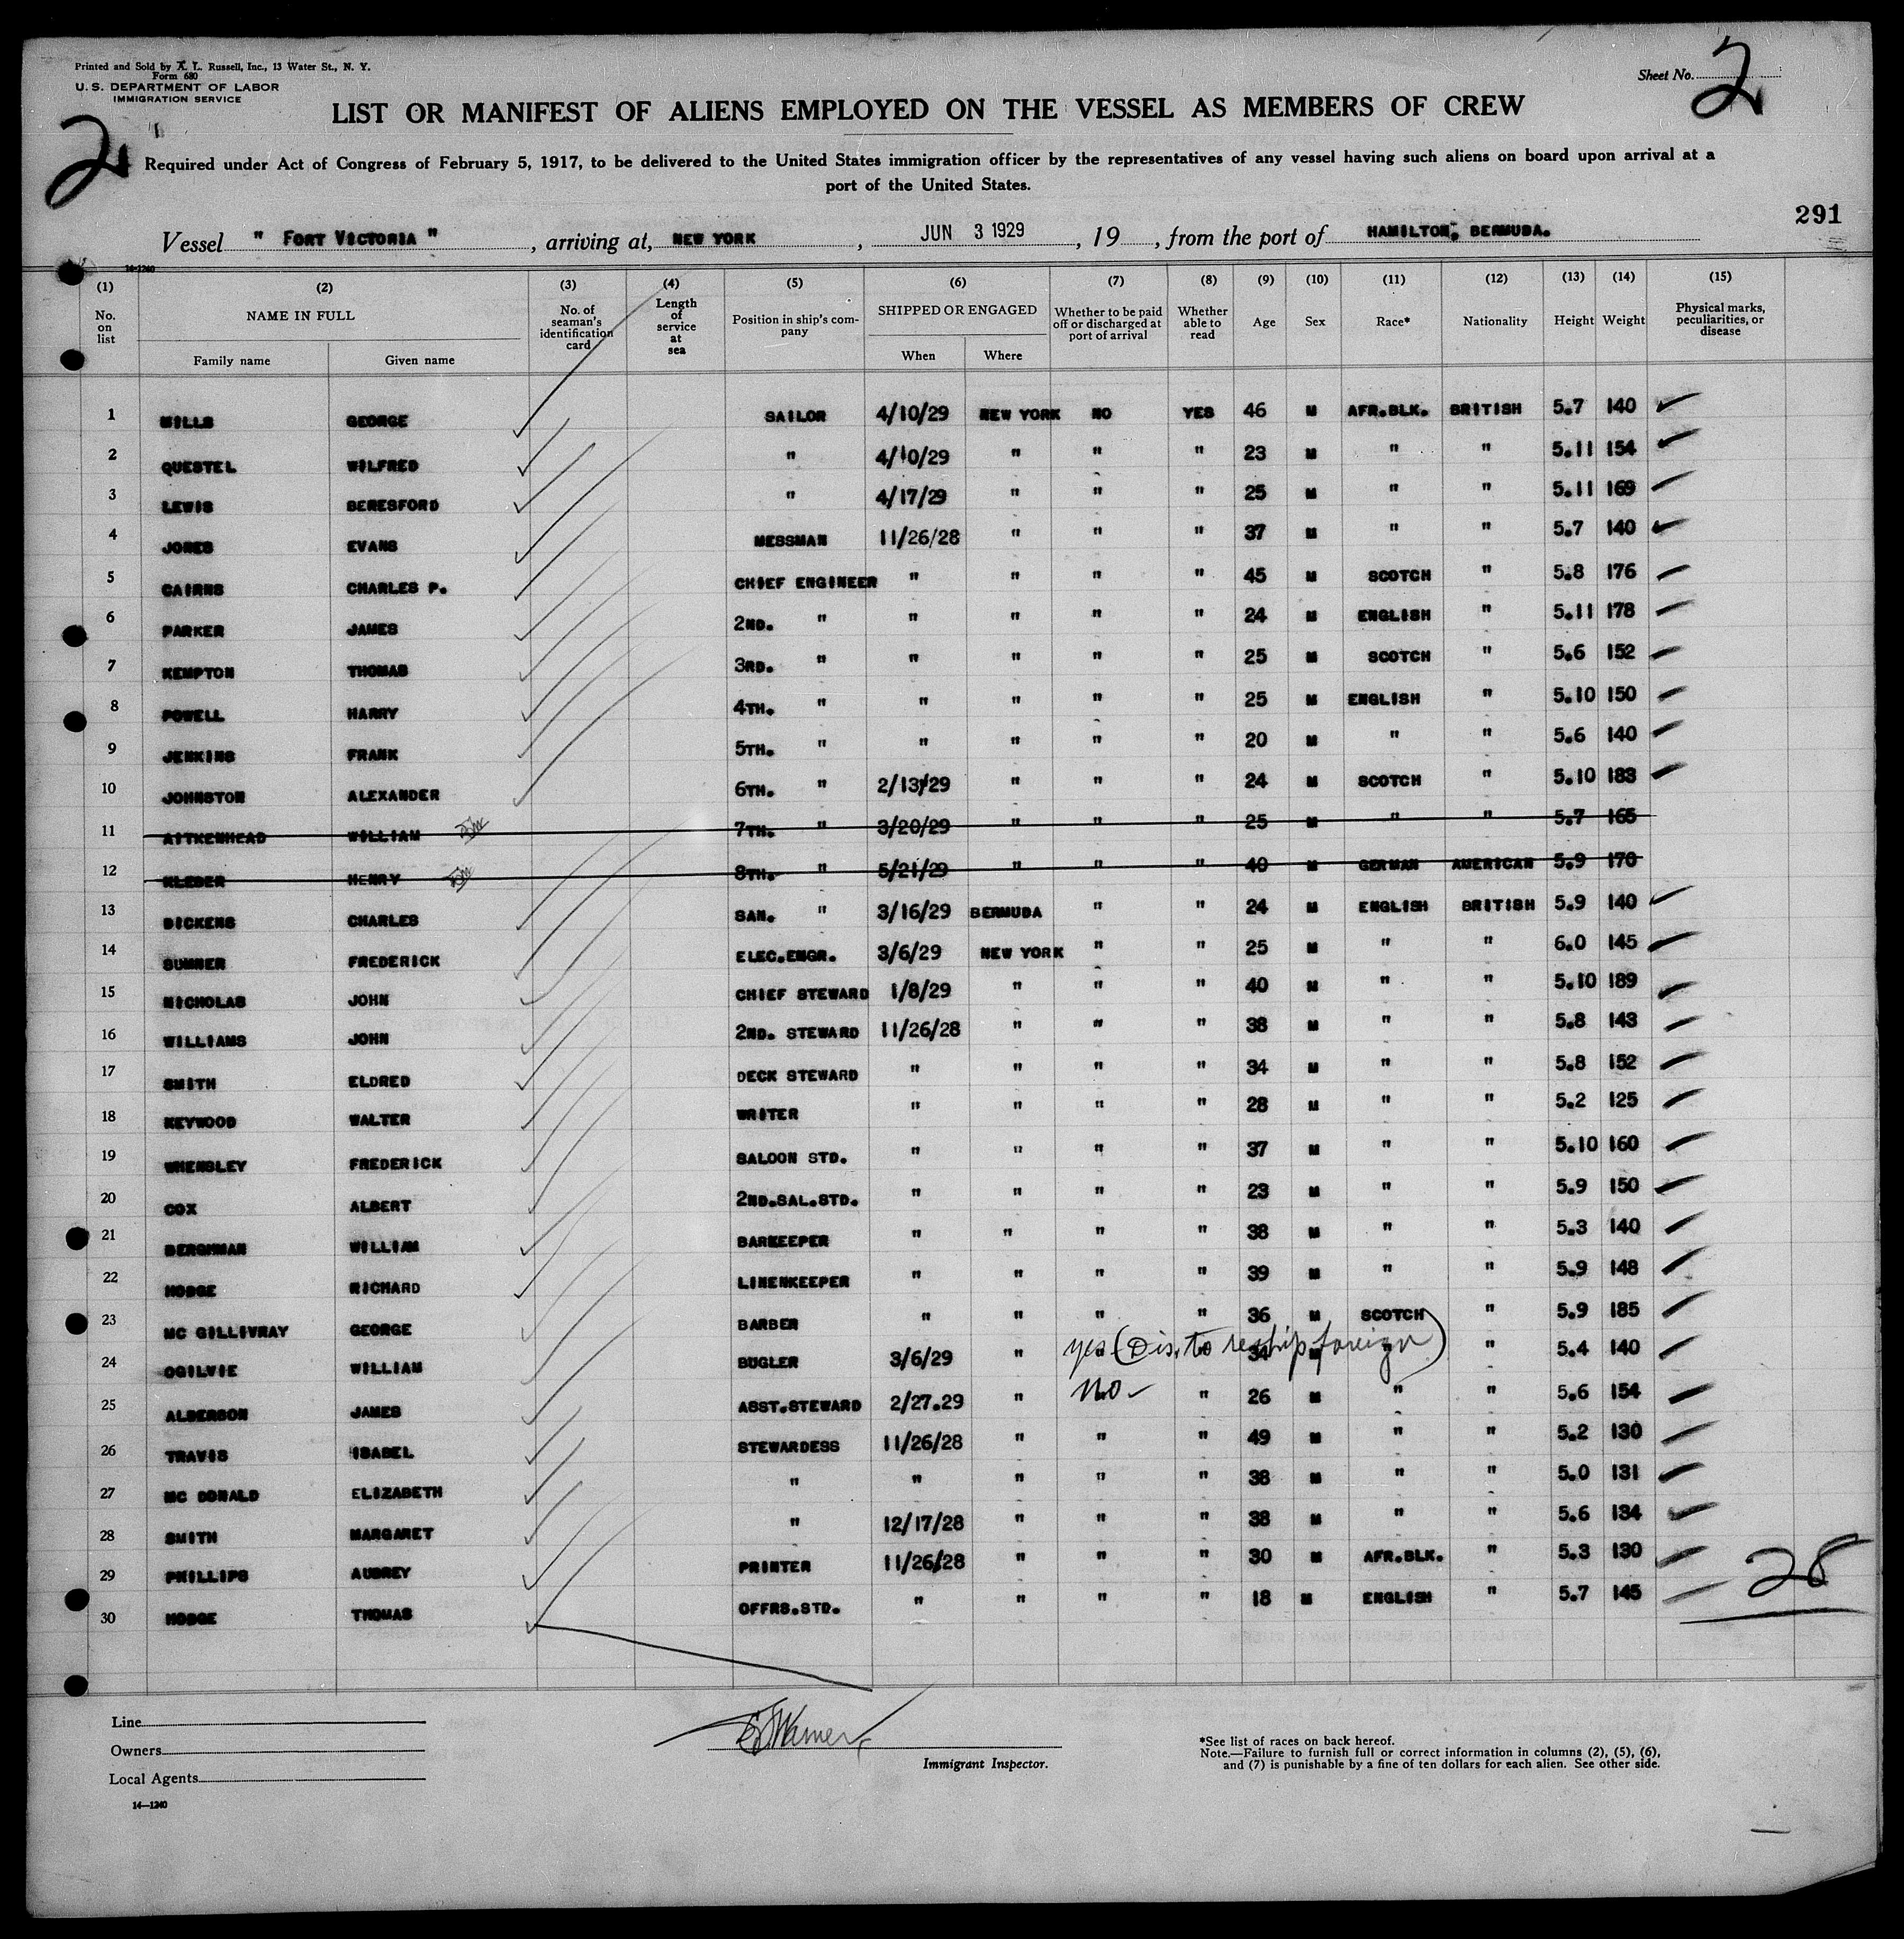 Printed and Sold by A. L. Russell, Inc., 13 Water St., N. Y.
Form 680
U. S. DEPARTMENT OF LABOR
IMMIGRATION SERVICE
Sheet No. 2
LIST OR MANIFEST OF ALIENS EMPLOYED ON THE VESSEL AS MEMBERS OF CREW
2
Required under Act of Congress of February 5, 1917, to be delivered to the United States immigration officer by the representatives of any vessel having such aliens on board upon arrival at a
port of the United States.
291
Vessel " FORT VICTORIA ", arriving at, NEW YORK, JUN 3 1929, 19 , from the port of HAMILTON, BERMUDA.
14-1240
(1) (2) (3) (4) (5) (6) (7) (8) (9) (10) (11) (12) (13) (14) (15)
No. on list NAME IN FULL Family name Given name No. of seaman's identification card Length of service at sea Position in ship's company SHIPPED OR ENGAGED When Where Whether to be paid off or discharged at port of arrival Whether able to read Age Sex Race* Nationality Height Weight Physical marks, peculiarities, or disease
1 MILLS GEORGE SAILOR 4/10/29 NEW YORK NO YES 46 M AFR.BLK. BRITISH 5.7 140
2 QUESTEL WILFRED " 4/10/29 " " " 23 M " " 5.11 154
3 LEWIS BERESFORD " 4/17/29 " " " 25 M " " 5.11 169
4 JONES EVANS MESSMAN 11/26/28 " " " 37 M " " 5.7 140
5 CAIRNS CHARLES P. CHIEF ENGINEER " " " " 45 M SCOTCH " 5.8 176
6 PARKER JAMES 2ND. " " " " " 24 M ENGLISH " 5.11 178
7 KEMPTON THOMAS 3RD. " " " " " 25 M SCOTCH " 5.6 152
8 POWELL HARRY 4TH. " " " " " 25 M ENGLISH " 5.10 150
9 JENKINS FRANK 5TH. " " " " " 20 M " " 5.6 140
10 JOHNSTON ALEXANDER 6TH. " 2/13/29 " " " 24 M SCOTCH " 5.10 183
11 AITKENHEAD WILLIAM 7TH. " 3/20/29 " " " 25 M " " 5.7 165
12 KLEBER HENRY 8TH. " 5/21/29 " " " 40 M GERMAN AMERICAN 5.9 170
13 DICKENS CHARLES SAN. " 3/16/29 BERMUDA " " 24 M ENGLISH BRITISH 5.9 140
14 SUMNER FREDERICK ELEC.ENGR. 3/6/29 NEW YORK " " 25 M " " 6.0 145
15 NICHOLAS JOHN CHIEF STEWARD 1/8/29 " " " 40 M " " 5.10 189
16 WILLIAMS JOHN 2ND. STEWARD 11/26/28 " " " 38 M " " 5.8 143
17 SMITH ELDRED DECK STEWARD " " " " 34 M " " 5.8 152
18 KEYWOOD WALTER WRITER " " " " 28 M " " 5.2 125
19 WHENSLEY FREDERICK SALOON STD. " " " " 37 M " " 5.10 160
20 COX ALBERT 2ND.SAL.STD. " " " " 23 M " " 5.9 150
21 BERGHMAN WILLIAM BARKEEPER " " " " 38 M " " 5.3 140
22 HODGE RICHARD LINENKEEPER " " " " 39 M " " 5.9 148
23 MC GILLIVRAY GEORGE BARBER " " " " 36 M SCOTCH " 5.9 185
24 OGILVIE WILLIAM BUGLER 3/6/29 " yes (Dis. to reship foreign) " 34 M " " 5.4 140
25 ALDERSON JAMES ASST.STEWARD 2/27.29 " no " 26 M " " 5.6 154
26 TRAVIS ISABEL STEWARDESS 11/26/28 " " " 49 M " " 5.2 130
27 MC DONALD ELIZABETH " " " " " 38 M " " 5.0 131
28 SMITH MARGARET " 12/17/28 " " " 38 M " " 5.6 134
29 PHILLIPS AUBREY PRINTER 11/26/28 " " " 30 M AFR.BLK. " 5.3 130
30 HODGE THOMAS OFFRS.STD. " " " " 18 M ENGLISH " 5.7 145
28
Line
Owners
Local Agents
14—1240
Immigrant Inspector.
*See list of races on back hereof.
Note.—Failure to furnish full or correct information in columns (2), (5), (6),
and (7) is punishable by a fine of ten dollars for each alien. See other side.